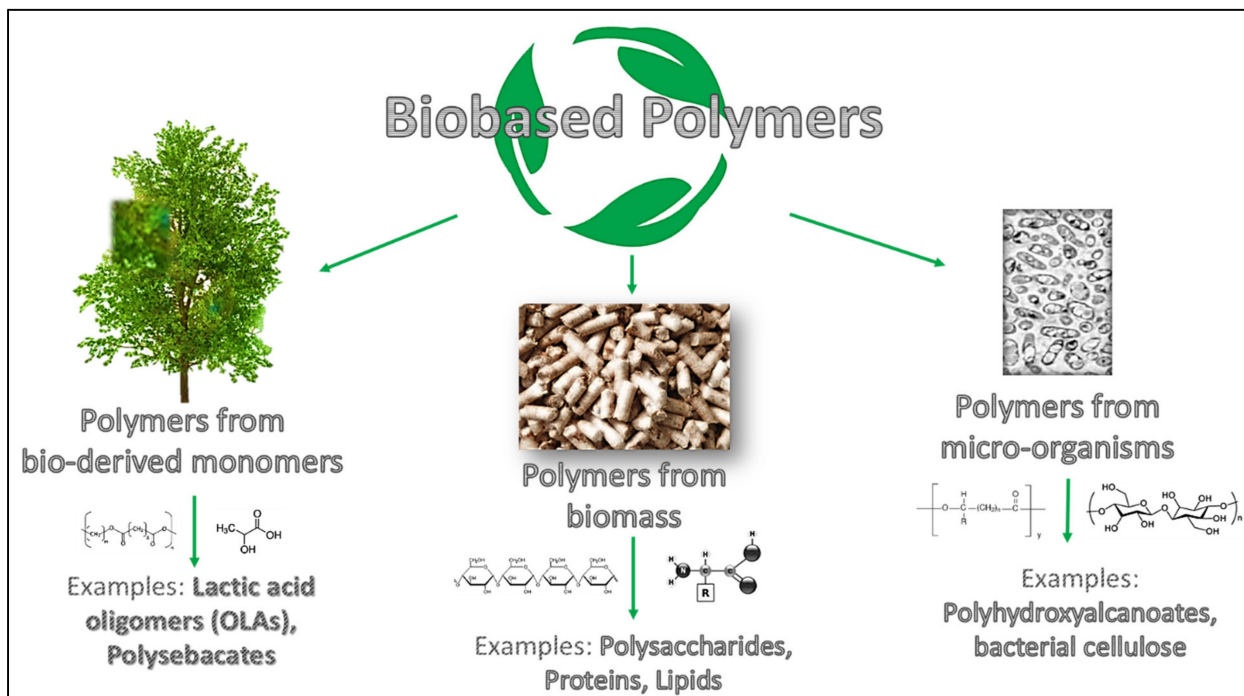 Biobased Polymers
Polymers from
bio-derived monomers
Examples: Lactic acid
oligomers (OLAs),
Polysebacates
Polymers from
biomass
Examples: Polysaccharides,
Proteins, Lipids
Polymers from
micro-organisms
Examples:
Polyhydroxyalcanoates,
bacterial cellulose